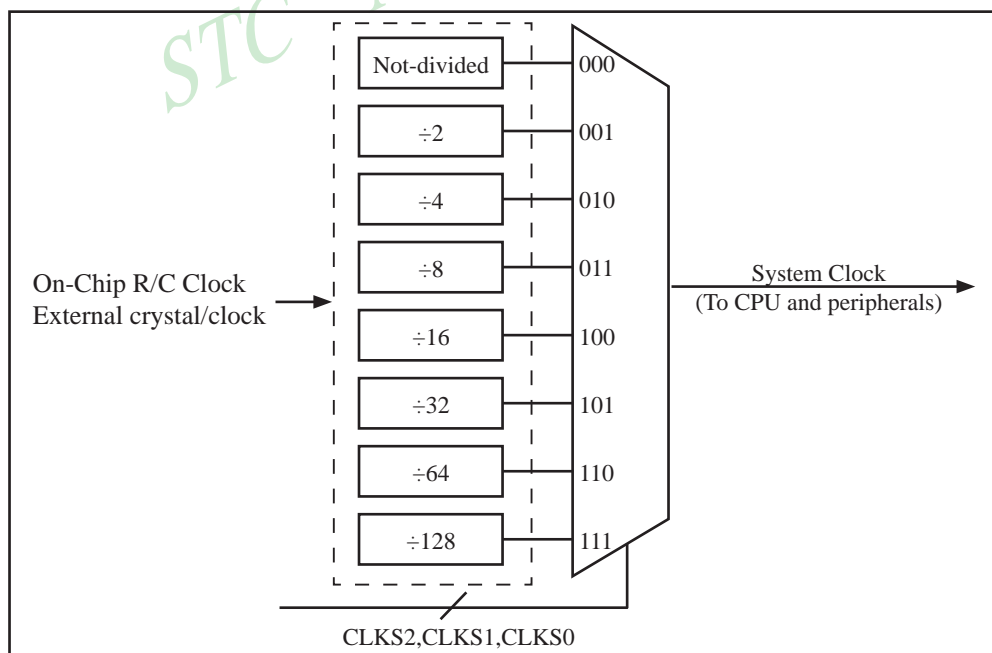 STC
Not-divided
000
÷2
001
÷4
010
÷8
011
÷16
100
÷32
101
÷64
110
÷128
111
On-Chip R/C Clock
External crystal/clock
System Clock
(To CPU and peripherals)
CLKS2,CLKS1,CLKS0